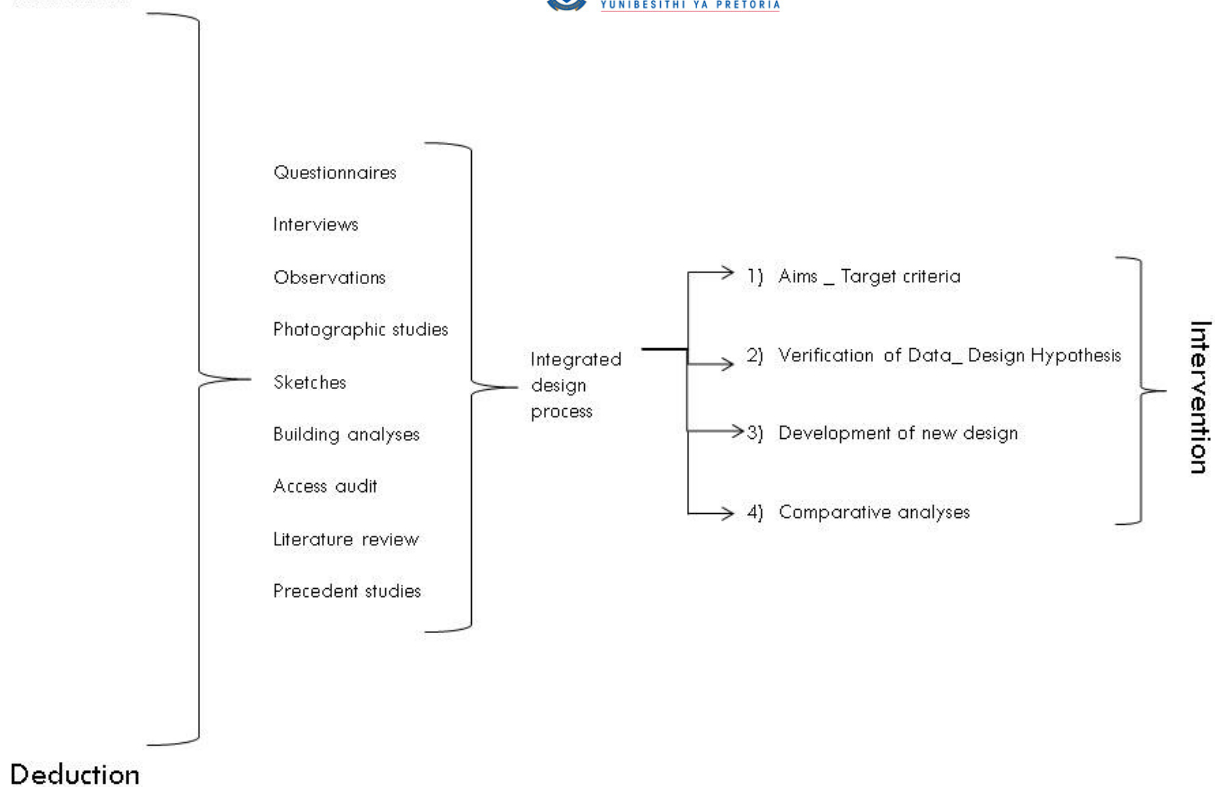 YUNIBESITHI YA PRETORIA
Questionnaires
Interviews
Observations
Photographic studies
Sketches
Building analyses
Access audit
Literature review
Precedent studies
Integrated
design
process
1) Aims _ Target criteria
2) Verification of Data_ Design Hypothesis
3) Development of new design
4) Comparative analyses
Intervention
Deduction